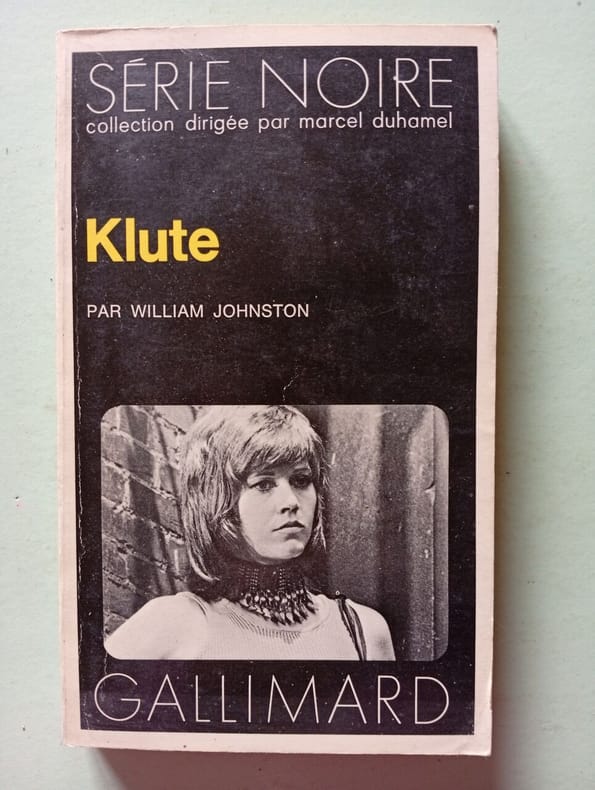 SÉRIE NOIRE
collection dirigée par marcel duhamel
Klute
PAR WILLIAM JOHNSTON
GALLIMARD